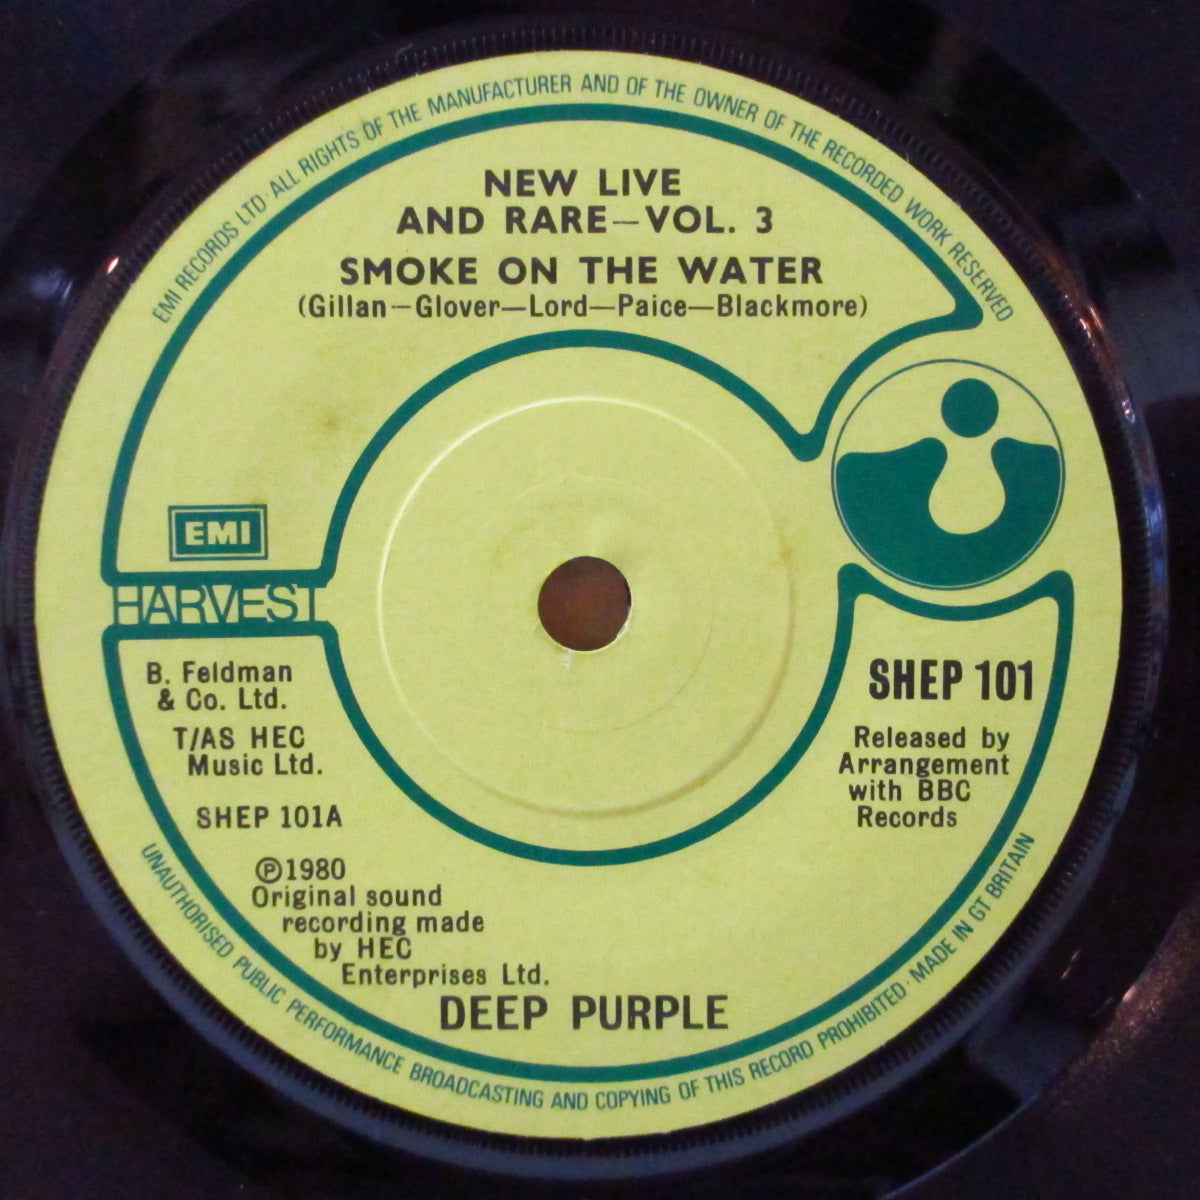 EMI RECORDS LTD · ALL RIGHTS OF THE MANUFACTURER AND OF THE OWNER OF THE RECORDED WORK RESERVED
NEW LIVE
AND RARE—VOL. 3
SMOKE ON THE WATER
(Gillan—Glover—Lord—Paice—Blackmore)
EMI
HARVEST
B. Feldman
& Co. Ltd.
T/AS HEC
Music Ltd.
SHEP 101A
SHEP 101
Released by
Arrangement
with BBC
Records
℗1980
Original sound
recording made
by HEC
Enterprises Ltd.
DEEP PURPLE
UNAUTHORISED PUBLIC PERFORMANCE BROADCASTING AND COPYING OF THIS RECORD PROHIBITED · MADE IN GT BRITAIN